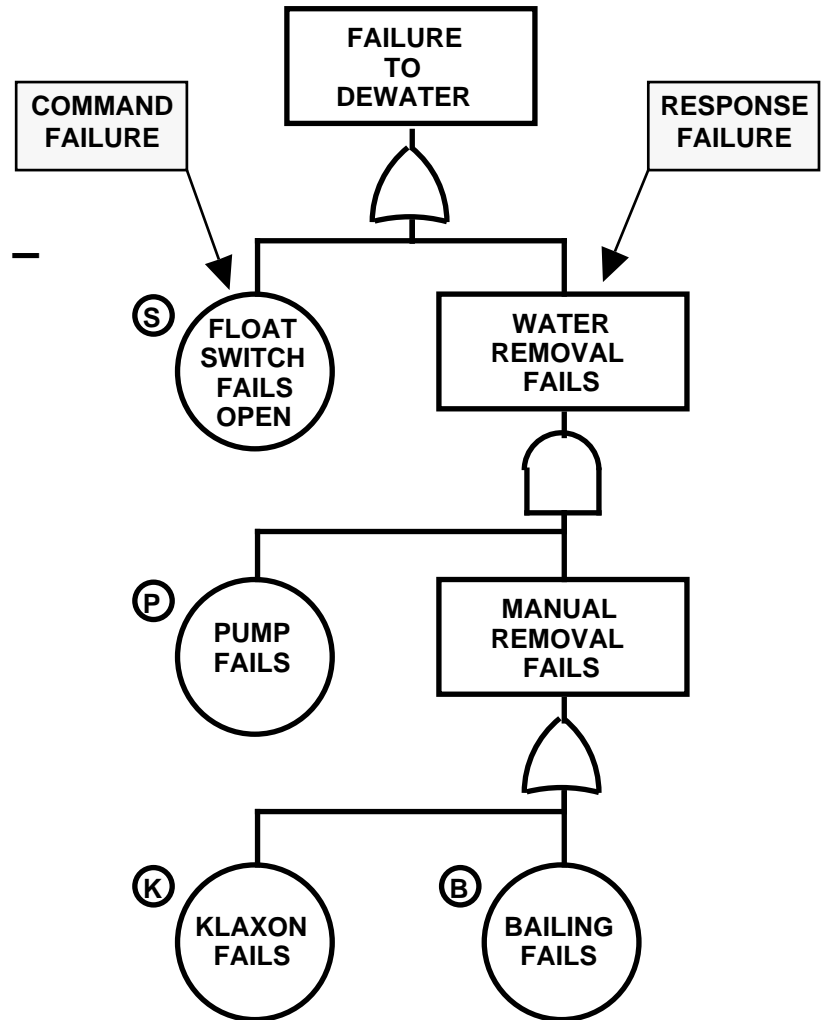 FAILURE
TO
DEWATER
COMMAND
FAILURE
RESPONSE
FAILURE
S
FLOAT
SWITCH
FAILS
OPEN
WATER
REMOVAL
FAILS
P
PUMP
FAILS
MANUAL
REMOVAL
FAILS
K
KLAXON
FAILS
B
BAILING
FAILS